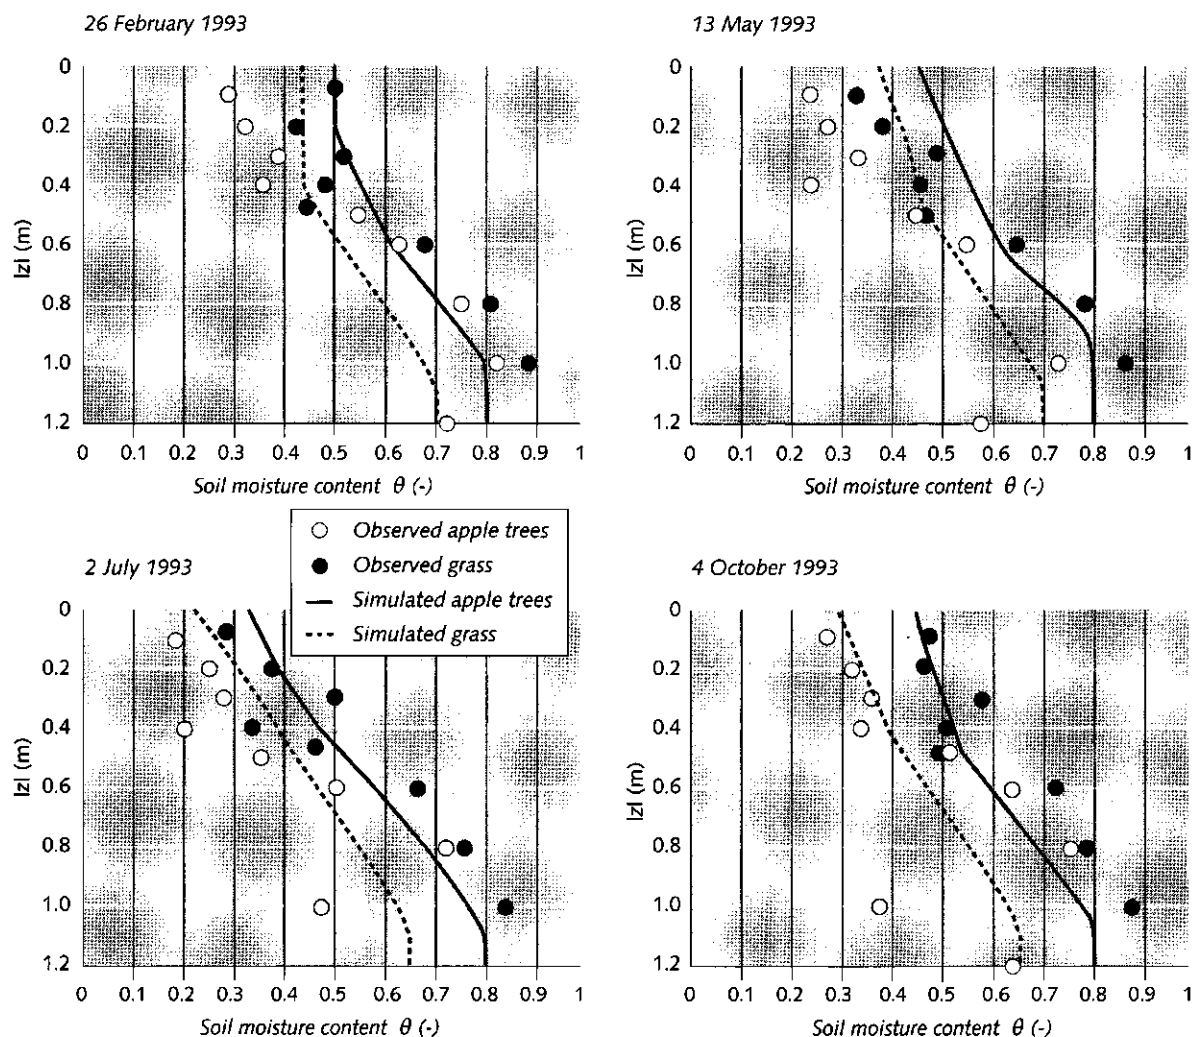 26 February 1993
13 May 1993
0
0.2
0.4
0.6
0.8
1.0
1.2
|z| (m)
0 0.1 0.2 0.3 0.4 0.5 0.6 0.7 0.8 0.9 1
Soil moisture content θ (-)
0
0.2
0.4
0.6
0.8
1.0
1.2
|z| (m)
0 0.1 0.2 0.3 0.4 0.5 0.6 0.7 0.8 0.9 1
Soil moisture content θ (-)
Observed apple trees
Observed grass
Simulated apple trees
Simulated grass
2 July 1993
4 October 1993
0
0.2
0.4
0.6
0.8
1.0
1.2
|z| (m)
0 0.1 0.2 0.3 0.4 0.5 0.6 0.7 0.8 0.9 1
Soil moisture content θ (-)
0
0.2
0.4
0.6
0.8
1.0
1.2
|z| (m)
0 0.1 0.2 0.3 0.4 0.5 0.6 0.7 0.8 0.9 1
Soil moisture content θ (-)